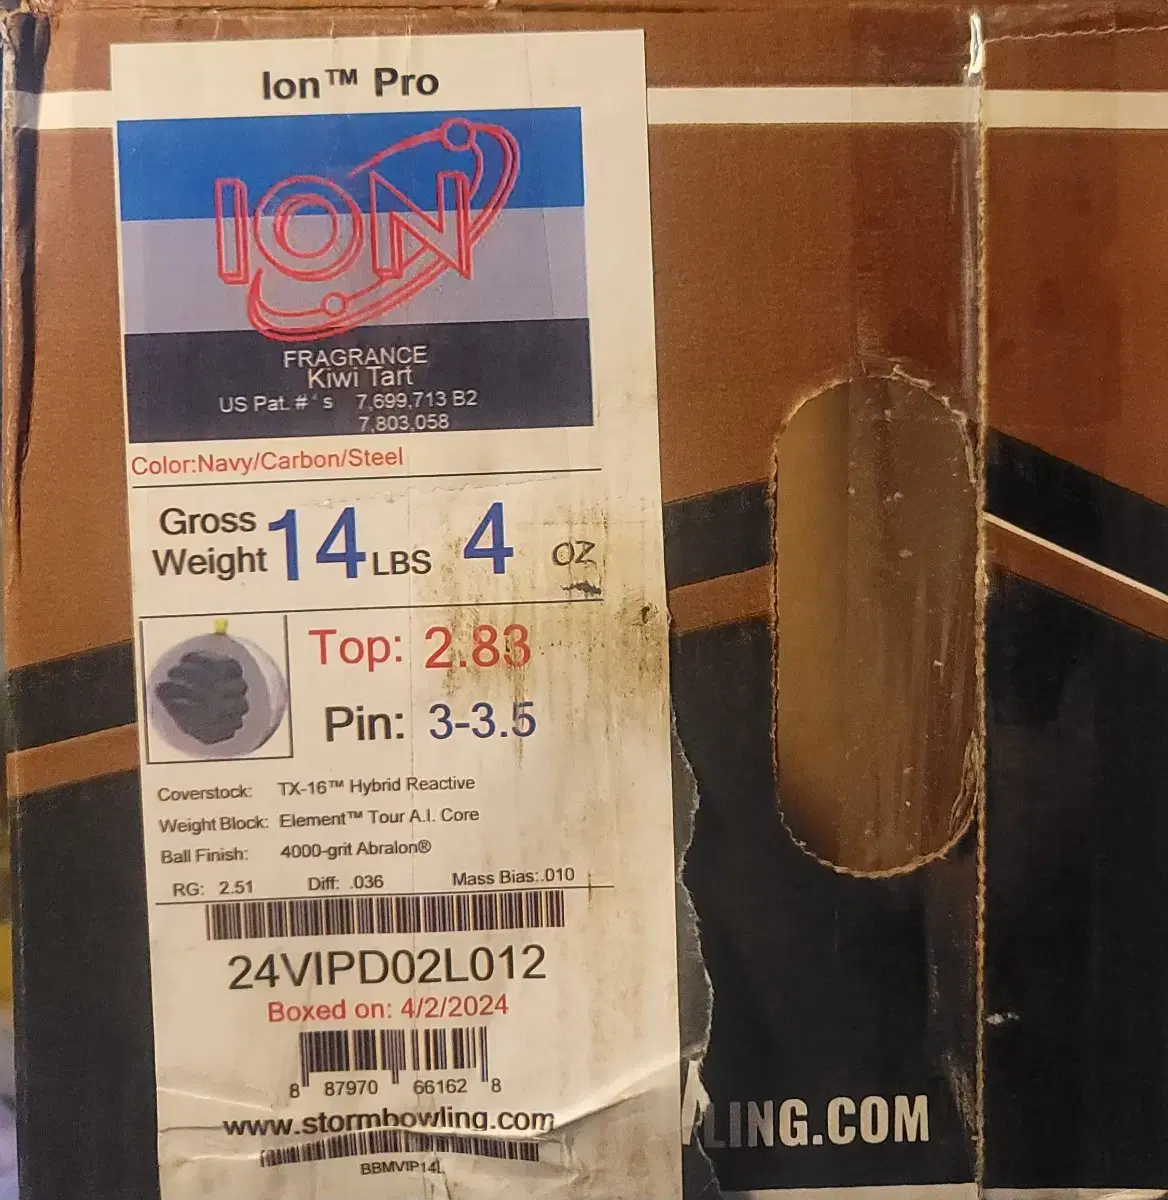 Ion™ Pro
ION
FRAGRANCE
Kiwi Tart
US Pat. #'s 7,699,713 B2
7,803,058
Color:Navy/Carbon/Steel
Gross Weight 14 LBS 4 OZ
Top: 2.83
Pin: 3-3.5
Coverstock: TX-16™ Hybrid Reactive
Weight Block: Element™ Tour A.I. Core
Ball Finish: 4000-grit Abralon®
RG: 2.51 Diff: .036 Mass Bias:.010
24VIPD02L012
Boxed on: 4/2/2024
8 87970 66162 8
www.stormbowling.com
BBMVIP14L
LING.COM